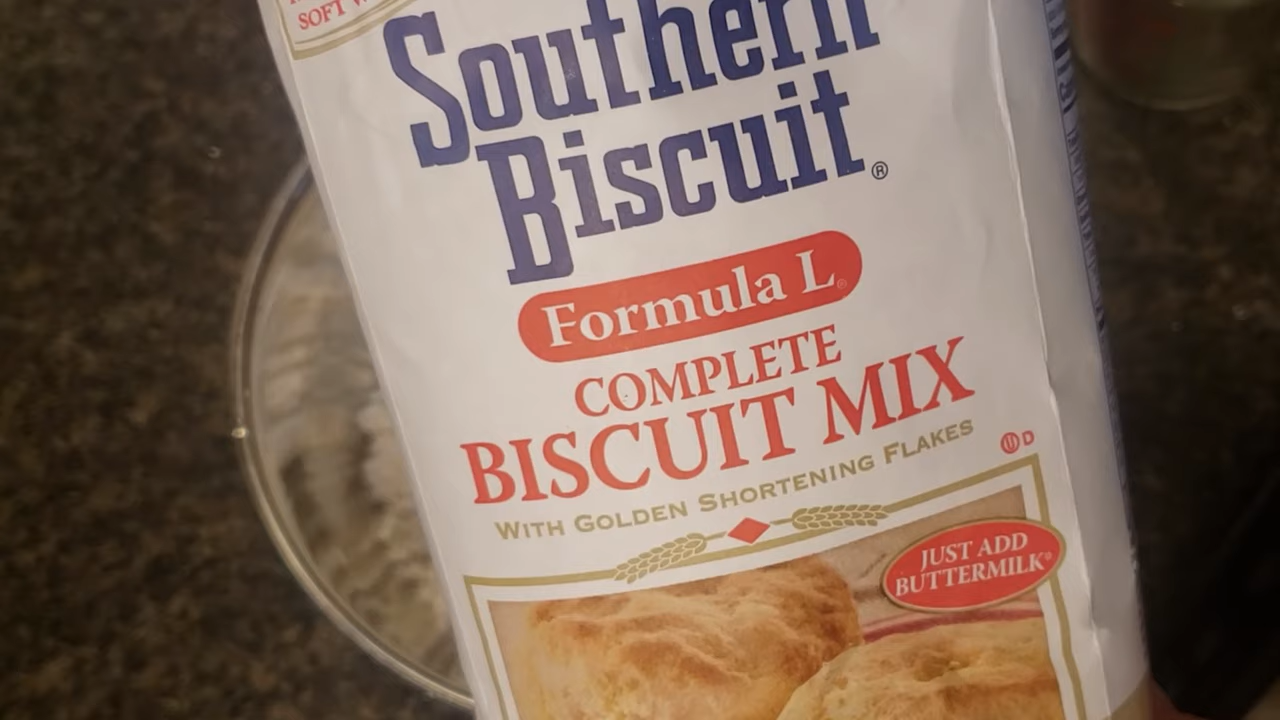 SOFT
Southern
Biscuit®
Formula L®
COMPLETE
BISCUIT MIX
WITH GOLDEN SHORTENING FLAKES
U D
JUST ADD
BUTTERMILK®